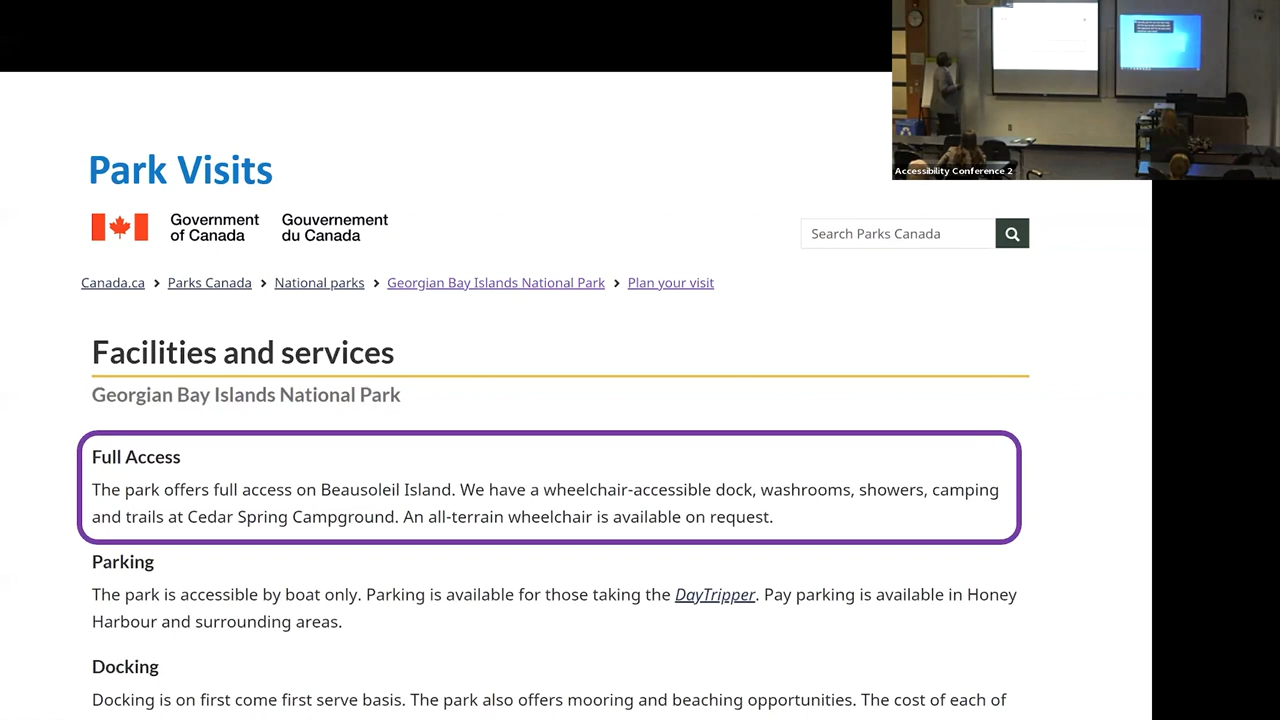 Park Visits
Government of Canada
Gouvernement du Canada
Search Parks Canada
Canada.ca > Parks Canada > National parks > Georgian Bay Islands National Park > Plan your visit
Facilities and services
Georgian Bay Islands National Park
Full Access
The park offers full access on Beausoleil Island. We have a wheelchair-accessible dock, washrooms, showers, camping
and trails at Cedar Spring Campground. An all-terrain wheelchair is available on request.
Parking
The park is accessible by boat only. Parking is available for those taking the DayTripper. Pay parking is available in Honey
Harbour and surrounding areas.
Docking
Docking is on first come first serve basis. The park also offers mooring and beaching opportunities. The cost of each of
Accessibility Conference 2